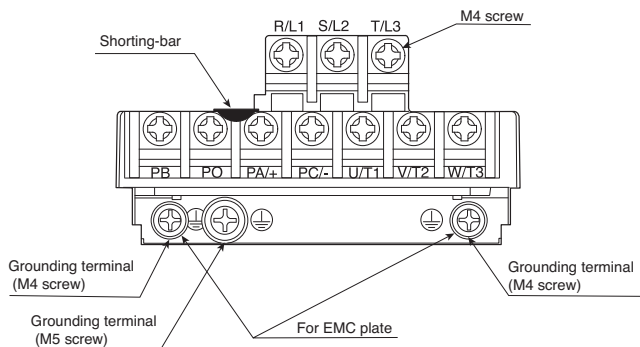 R/L1 S/L2 T/L3
M4 screw
Shorting-bar
PB PO PA/+ PC/- U/T1 V/T2 W/T3
Grounding terminal
(M4 screw)
Grounding terminal
(M5 screw)
For EMC plate
Grounding terminal
(M4 screw)